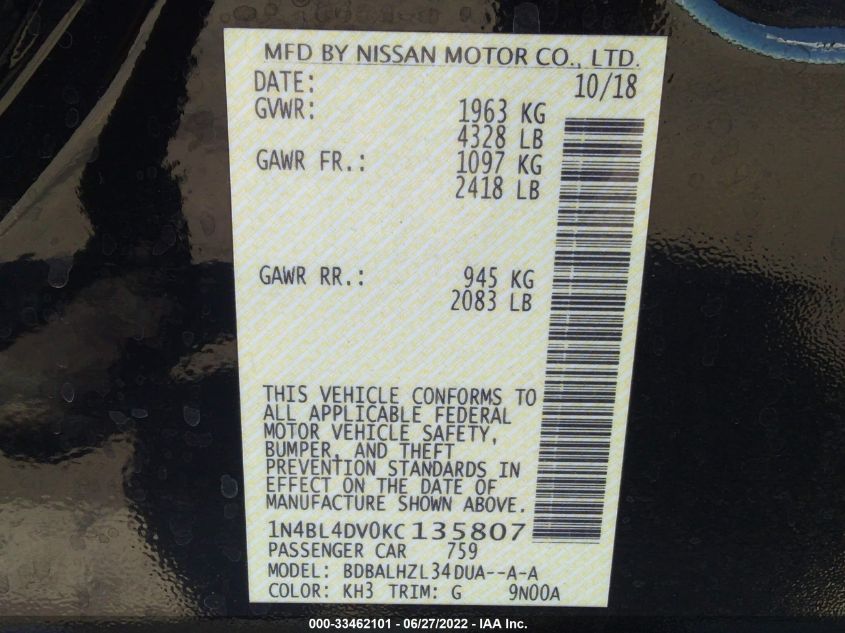 MFD BY NISSAN MOTOR CO., LTD.
DATE: 10/18
GVWR: 1963 KG
4328 LB
GAWR FR.: 1097 KG
2418 LB
GAWR RR.: 945 KG
2083 LB
THIS VEHICLE CONFORMS TO
ALL APPLICABLE FEDERAL
MOTOR VEHICLE SAFETY,
BUMPER, AND THEFT
PREVENTION STANDARDS IN
EFFECT ON THE DATE OF
MANUFACTURE SHOWN ABOVE.
1N4BL4DV0KC135807
PASSENGER CAR 759
MODEL: BDBALHZL34DUA--A-A
COLOR: KH3 TRIM: G 9N00A
000-33462101 - 06/27/2022 - IAA Inc.